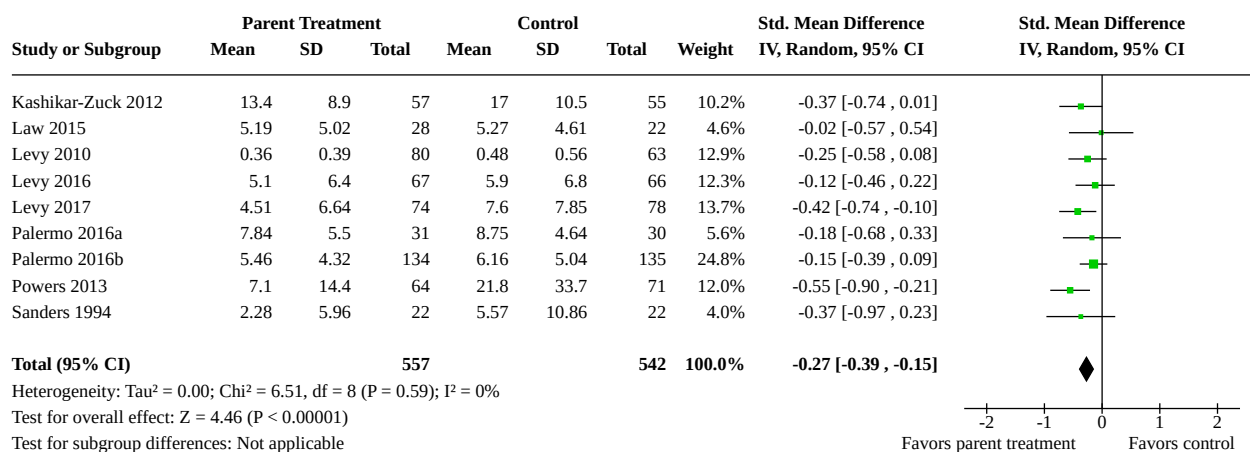 Parent Treatment Control Std. Mean Difference Std. Mean Difference
Study or Subgroup Mean SD Total Mean SD Total Weight IV, Random, 95% CI IV, Random, 95% CI
Kashikar-Zuck 2012 13.4 8.9 57 17 10.5 55 10.2% -0.37 [-0.74 , 0.01]
Law 2015 5.19 5.02 28 5.27 4.61 22 4.6% -0.02 [-0.57 , 0.54]
Levy 2010 0.36 0.39 80 0.48 0.56 63 12.9% -0.25 [-0.58 , 0.08]
Levy 2016 5.1 6.4 67 5.9 6.8 66 12.3% -0.12 [-0.46 , 0.22]
Levy 2017 4.51 6.64 74 7.6 7.85 78 13.7% -0.42 [-0.74 , -0.10]
Palermo 2016a 7.84 5.5 31 8.75 4.64 30 5.6% -0.18 [-0.68 , 0.33]
Palermo 2016b 5.46 4.32 134 6.16 5.04 135 24.8% -0.15 [-0.39 , 0.09]
Powers 2013 7.1 14.4 64 21.8 33.7 71 12.0% -0.55 [-0.90 , -0.21]
Sanders 1994 2.28 5.96 22 5.57 10.86 22 4.0% -0.37 [-0.97 , 0.23]
Total (95% CI) 557 542 100.0% -0.27 [-0.39 , -0.15]
Heterogeneity: Tau² = 0.00; Chi² = 6.51, df = 8 (P = 0.59); I² = 0%
Test for overall effect: Z = 4.46 (P < 0.00001)
Test for subgroup differences: Not applicable
-2 -1 0 1 2
Favors parent treatment Favors control